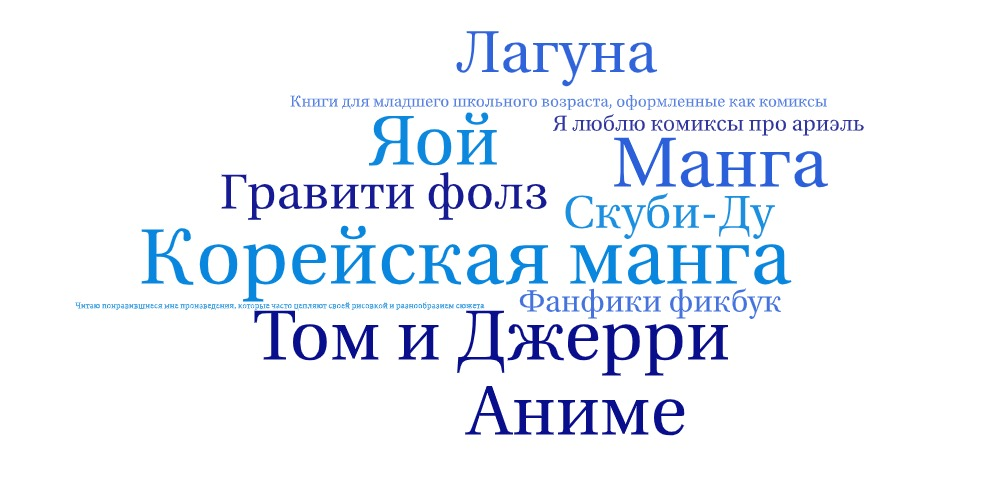 Лагуна
Книги для младшего школьного возраста, оформленные как комиксы
Я люблю комиксы про ариэль
Яой
Манга
Гравити фолз
Скуби-Ду
Корейская манга
Фанфики фикбук
Читаю понравившиеся мне произведения, которые часто цепляют своей рисовкой и разнообразием сюжета
Том и Джерри
Аниме